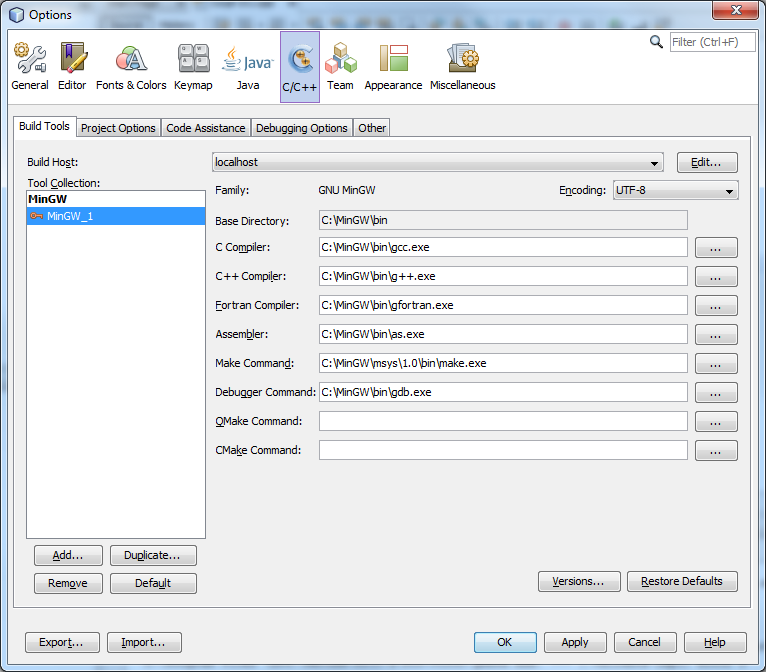 Options
Filter (Ctrl+F)
General Editor Fonts & Colors Keymap Java C/C++ Team Appearance Miscellaneous
Java
Build Tools Project Options Code Assistance Debugging Options Other
Build Host: localhost Edit...
Tool Collection:
Family: GNU MinGW Encoding: UTF-8
MinGW
MinGW_1
Base Directory: C:\MinGW\bin
C Compiler: C:\MinGW\bin\gcc.exe ...
C++ Compiler: C:\MinGW\bin\g++.exe ...
Fortran Compiler: C:\MinGW\bin\gfortran.exe ...
Assembler: C:\MinGW\bin\as.exe ...
Make Command: C:\MinGW\msys\1.0\bin\make.exe ...
Debugger Command: C:\MinGW\bin\gdb.exe ...
QMake Command: ...
CMake Command: ...
Add... Duplicate...
Remove Default
Versions... Restore Defaults
Export... Import... OK Apply Cancel Help